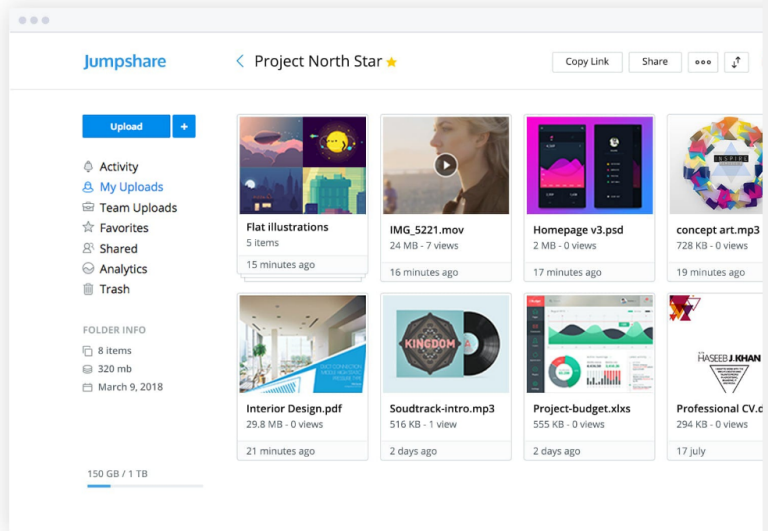 Jumpshare
Project North Star
Copy Link
Share
Upload
+
Activity
My Uploads
Team Uploads
Favorites
Shared
Analytics
Trash
FOLDER INFO
8 items
320 mb
March 9, 2018
150 GB / 1 TB
Flat illustrations
5 items
15 minutes ago
IMG_5221.mov
24 MB - 7 views
16 minutes ago
Homepage v3.psd
2 MB - 0 views
17 minutes ago
INSPIRE
concept art.mp3
728 KB - 0 views
19 minutes ago
Interior Design.pdf
29.8 MB - 0 views
21 minutes ago
KINGDOM
Soudtrack-intro.mp3
516 KB - 1 view
2 days ago
Project-budget.xlxs
555 KB - 0 views
2 days ago
HASEEB J. KHAN
Professional CV.d
294 KB - 0 views
17 july